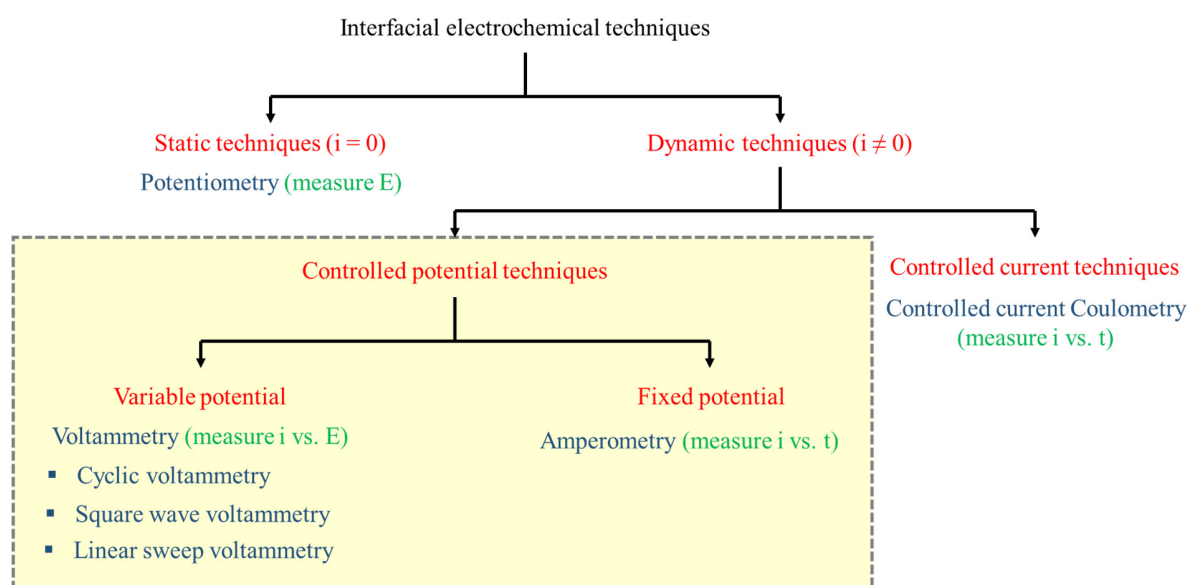 Interfacial electrochemical techniques
Static techniques (i = 0)
Potentiometry (measure E)
Dynamic techniques (i ≠ 0)
Controlled potential techniques
Controlled current techniques
Controlled current Coulometry
(measure i vs. t)
Variable potential
Voltammetry (measure i vs. E)
▪ Cyclic voltammetry
▪ Square wave voltammetry
▪ Linear sweep voltammetry
Fixed potential
Amperometry (measure i vs. t)